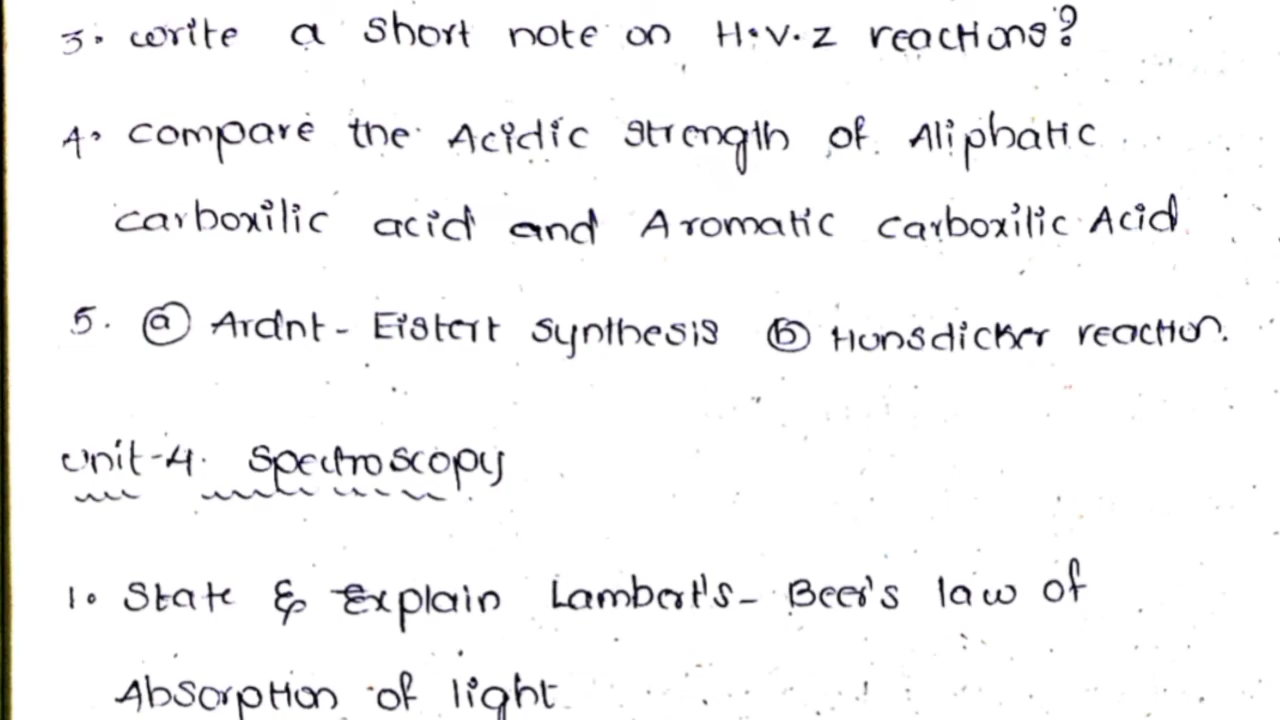 3. write a short note on H.V.Z reactions?
4. compare the Acidic strength of Aliphatic
carboxilic acid and Aromatic carboxilic Acid
5. ⓐ Ardnt - Eistert synthesis ⓑ Hunsdicker reaction.
unit-4. Spectroscopy
1. State & Explain Lambert's - Beer's law of
Absorption of light